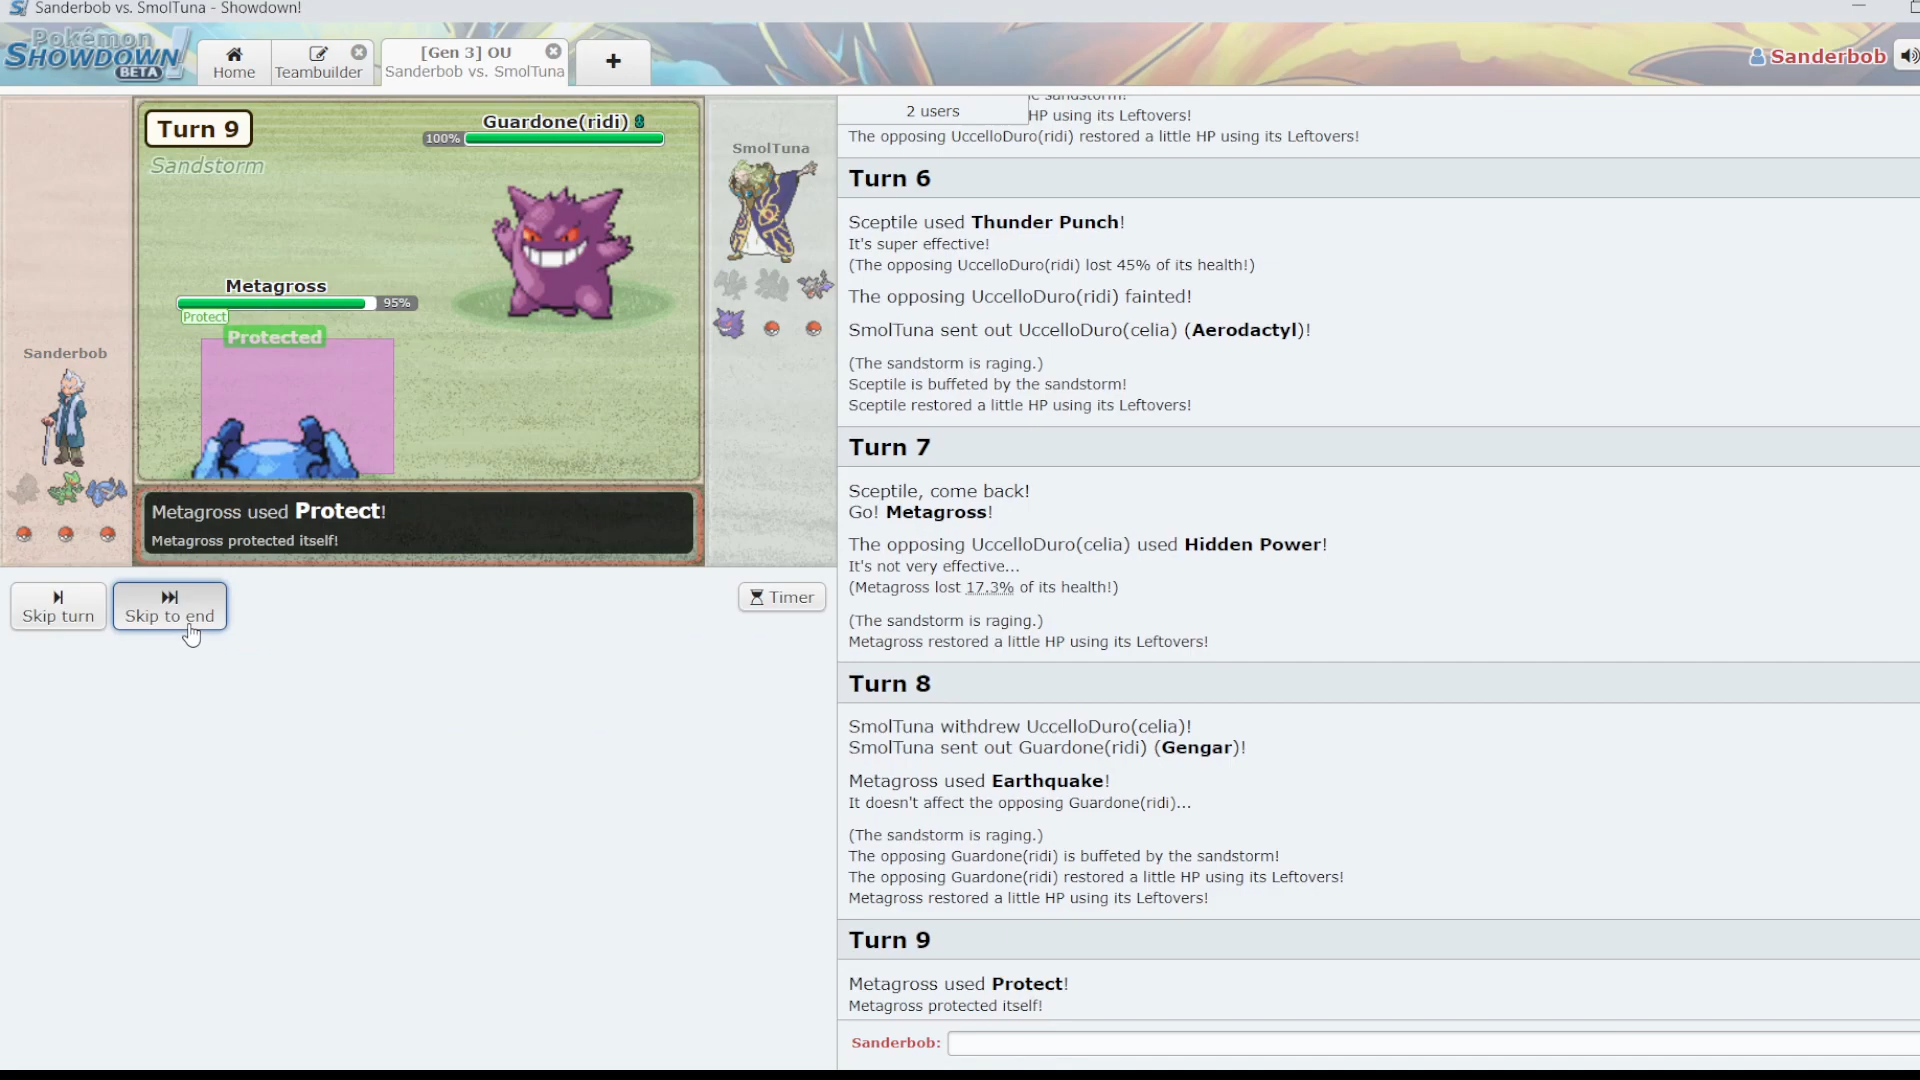 Sanderbob vs. SmolTuna - Showdown!
Pokémon
SHOWDOWN!
BETA
Home
Teambuilder
[Gen 3] OU
Sanderbob vs. SmolTuna
+
Sanderbob
Turn 9
Sandstorm
Guardone(ridi)
100%
Metagross
95%
Protect
Protected
SmolTuna
Sanderbob
Metagross used Protect!
Metagross protected itself!
Skip turn
Skip to end
Timer
2 users
HP using its Leftovers!
The opposing UccelloDuro(ridi) restored a little HP using its Leftovers!
Turn 6
Sceptile used Thunder Punch!
It's super effective!
(The opposing UccelloDuro(ridi) lost 45% of its health!)
The opposing UccelloDuro(ridi) fainted!
SmolTuna sent out UccelloDuro(celia) (Aerodactyl)!
(The sandstorm is raging.)
Sceptile is buffeted by the sandstorm!
Sceptile restored a little HP using its Leftovers!
Turn 7
Sceptile, come back!
Go! Metagross!
The opposing UccelloDuro(celia) used Hidden Power!
It's not very effective...
(Metagross lost 17.3% of its health!)
(The sandstorm is raging.)
Metagross restored a little HP using its Leftovers!
Turn 8
SmolTuna withdrew UccelloDuro(celia)!
SmolTuna sent out Guardone(ridi) (Gengar)!
Metagross used Earthquake!
It doesn't affect the opposing Guardone(ridi)...
(The sandstorm is raging.)
The opposing Guardone(ridi) is buffeted by the sandstorm!
The opposing Guardone(ridi) restored a little HP using its Leftovers!
Metagross restored a little HP using its Leftovers!
Turn 9
Metagross used Protect!
Metagross protected itself!
Sanderbob: